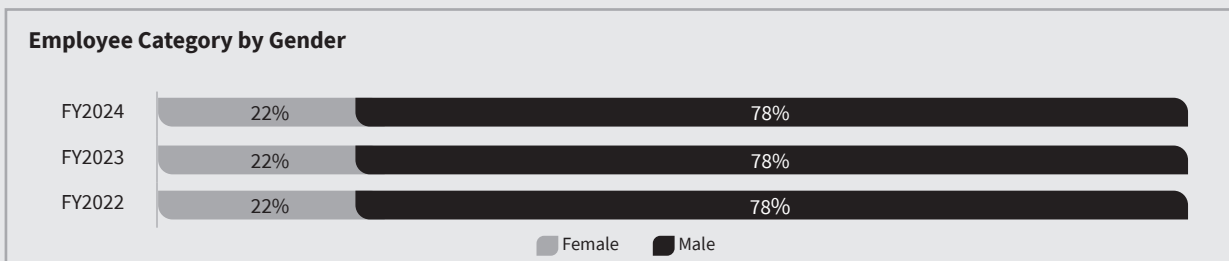 Employee Category by Gender
FY2024 22% 78%
FY2023 22% 78%
FY2022 22% 78%
Female Male